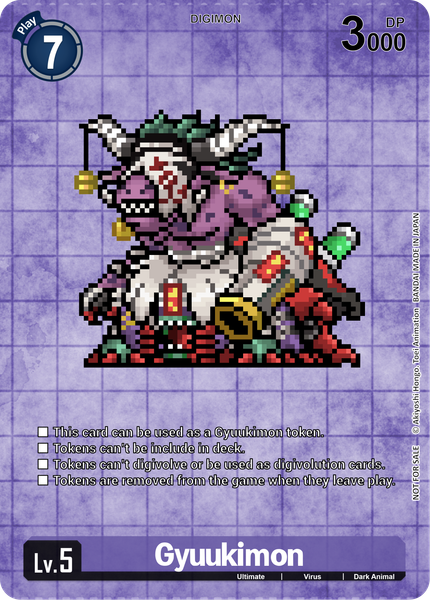 Play
7
DIGIMON
DP
3000
This card can be used as a Gyuukimon token.
Tokens can't be include in deck.
Tokens can't digivolve or be used as digivolution cards.
Tokens are removed from the game when they leave play.
NOT FOR SALE © Akiyoshi Hongo, Toei Animation BANDAI MADE IN JAPAN
Lv.5
Gyuukimon
Ultimate | Virus | Dark Animal